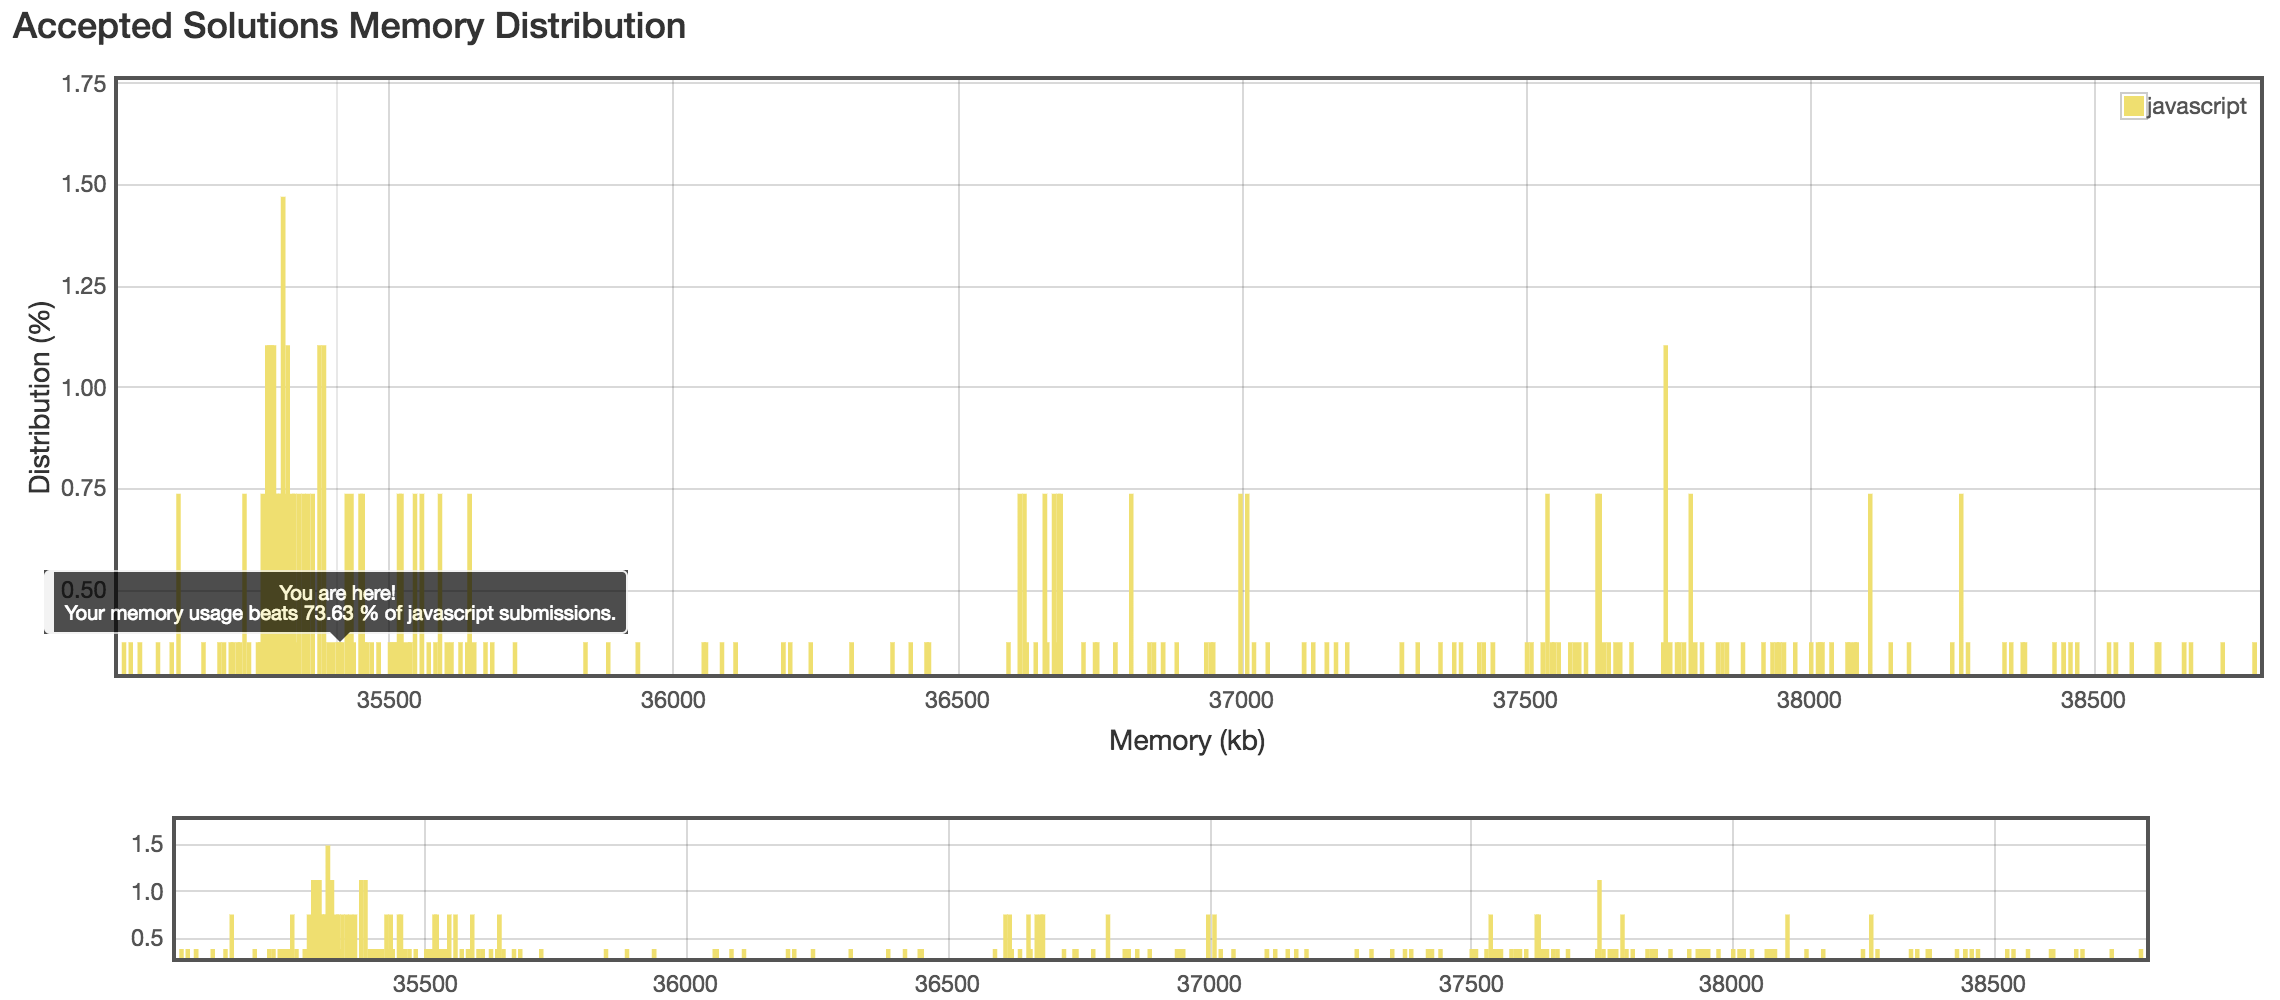 Accepted Solutions Memory Distribution
1.75
javascript
1.50
1.25
1.00
0.75
0.50
Distribution (%)
You are here!
Your memory usage beats 73.63 % of javascript submissions.
35500 36000 36500 37000 37500 38000 38500
Memory (kb)
1.5
1.0
0.5
35500 36000 36500 37000 37500 38000 38500